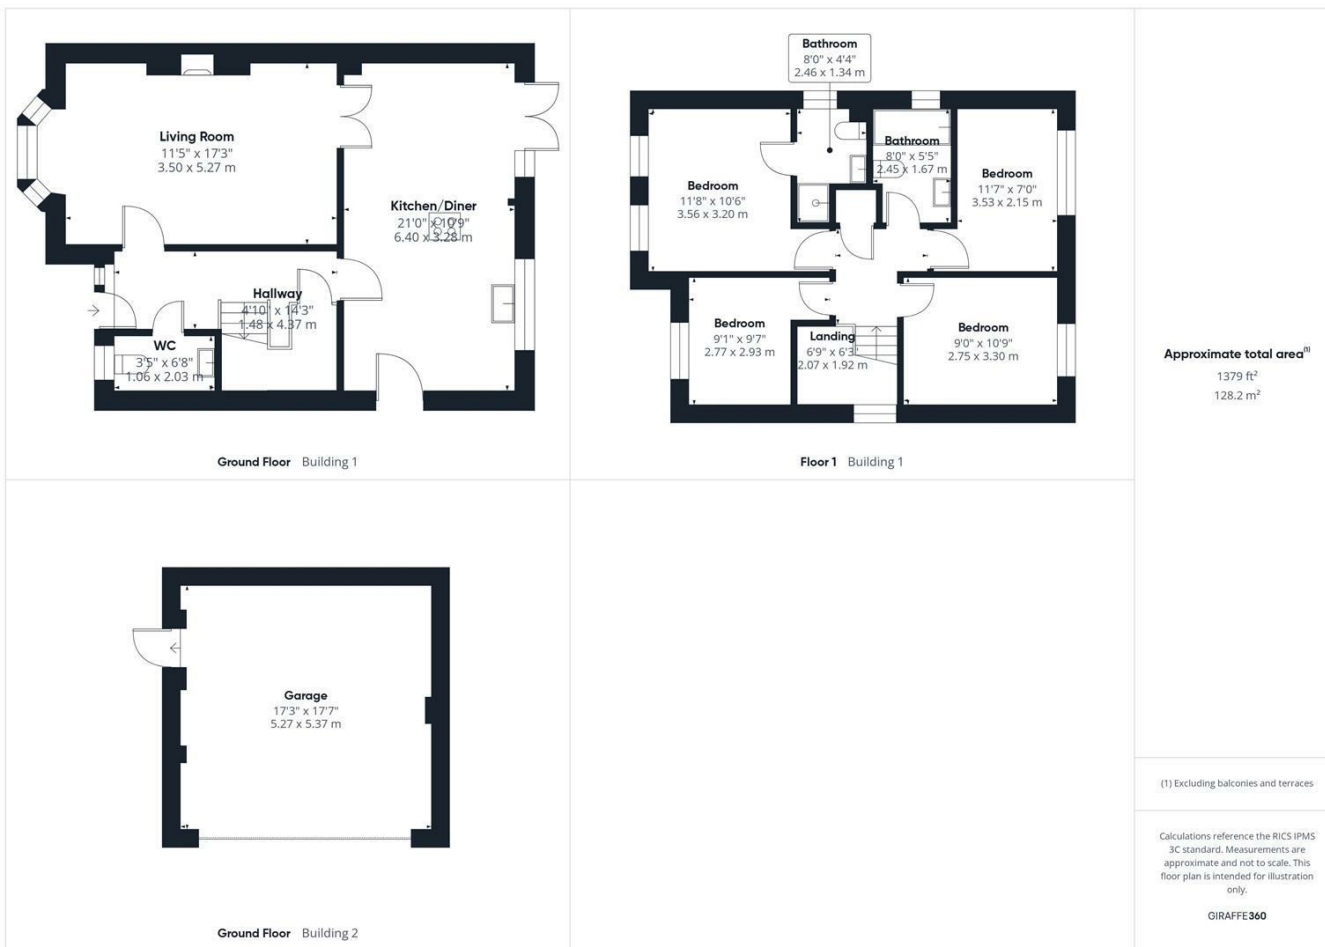 Living Room
11'5" x 17'3"
3.50 x 5.27 m
Kitchen/Diner
21'0" x 10'9"
6.40 x 3.28 m
Hallway
4'10" x 14'3"
1.48 x 4.37 m
WC
3'5" x 6'8"
1.06 x 2.03 m
Ground Floor Building 1
Bathroom
8'0" x 4'4"
2.46 x 1.34 m
Bathroom
8'0" x 5'5"
2.45 x 1.67 m
Bedroom
11'8" x 10'6"
3.56 x 3.20 m
Bedroom
11'7" x 7'0"
3.53 x 2.15 m
Bedroom
9'1" x 9'7"
2.77 x 2.93 m
Landing
6'9" x 6'3"
2.07 x 1.92 m
Bedroom
9'0" x 10'9"
2.75 x 3.30 m
Floor 1 Building 1
Garage
17'3" x 17'7"
5.27 x 5.37 m
Ground Floor Building 2
Approximate total area⁽¹⁾
1379 ft²
128.2 m²
(1) Excluding balconies and terraces
Calculations reference the RICS IPMS
3C standard. Measurements are
approximate and not to scale. This
floor plan is intended for illustration
only.
GIRAFFE360